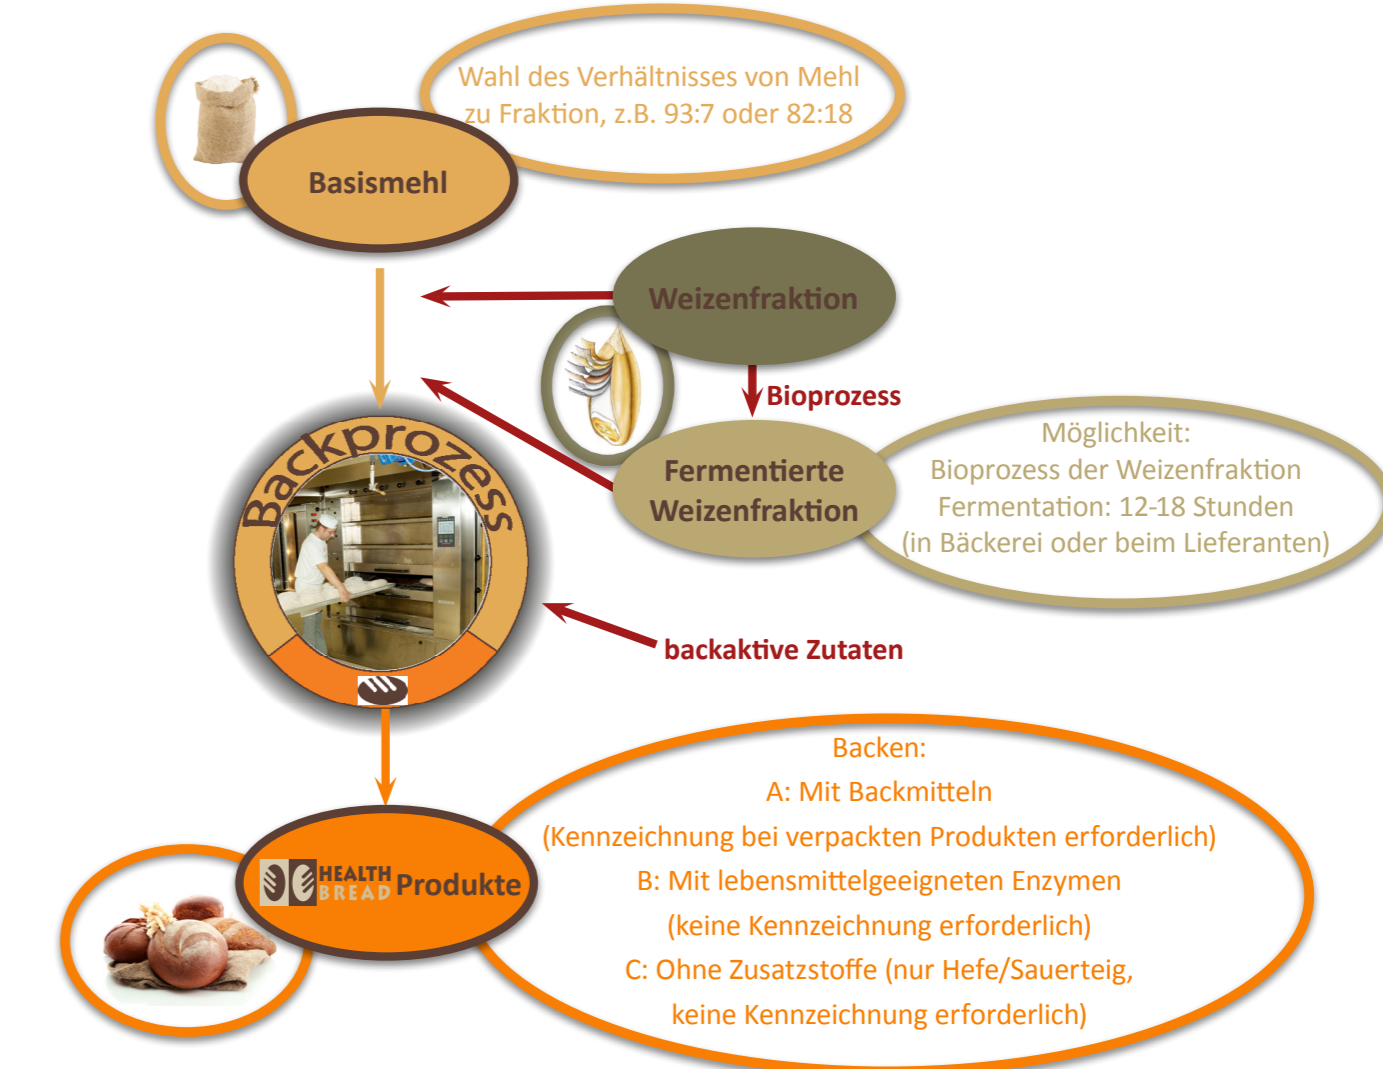 Wahl des Verhältnisses von Mehl
zu Fraktion, z.B. 93:7 oder 82:18
Basismehl
Weizenfraktion
Bioprozess
Fermentierte
Weizenfraktion
Möglichkeit:
Bioprozess der Weizenfraktion
Fermentation: 12-18 Stunden
(in Bäckerei oder beim Lieferanten)
Backprozess
backaktive Zutaten
HEALTH
BREAD
Produkte
Backen:
A: Mit Backmitteln
(Kennzeichnung bei verpackten Produkten erforderlich)
B: Mit lebensmittelgeeigneten Enzymen
(keine Kennzeichnung erforderlich)
C: Ohne Zusatzstoffe (nur Hefe/Sauerteig,
keine Kennzeichnung erforderlich)